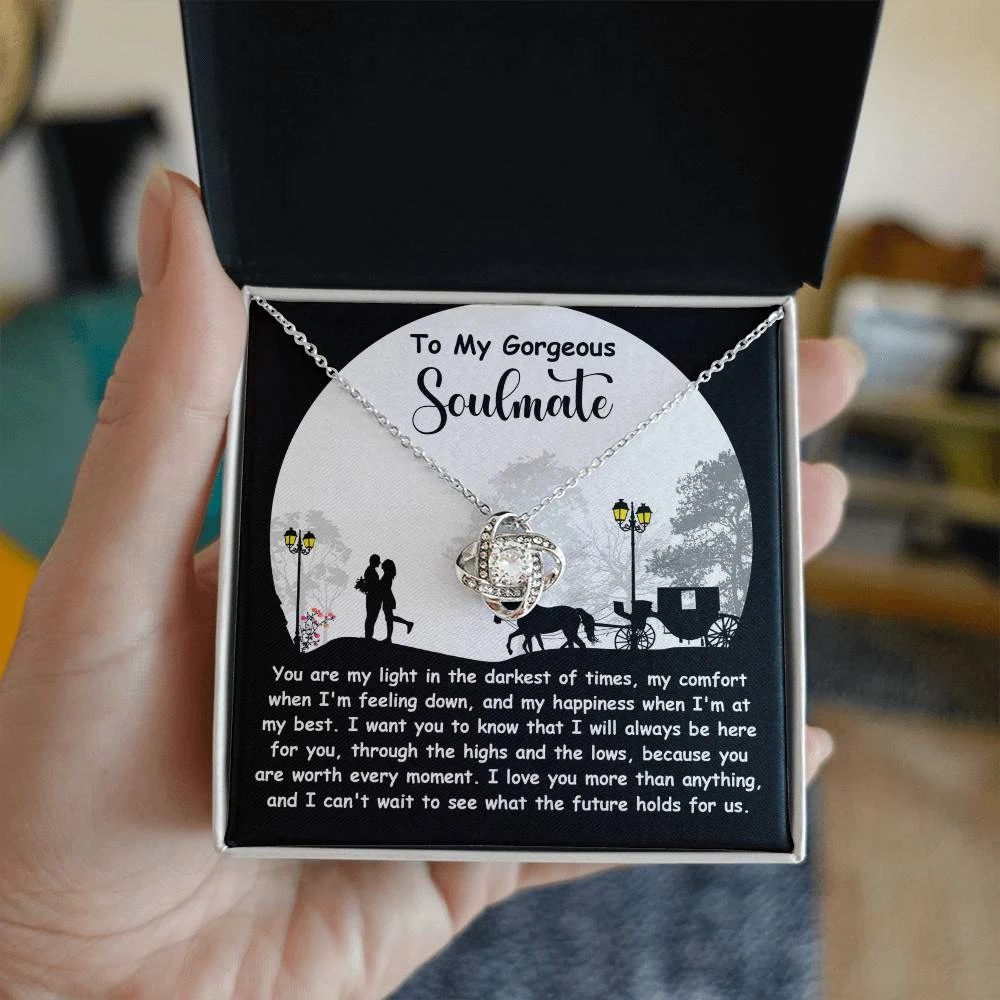 To My Gorgeous
Soulmate
You are my light in the darkest of times, my comfort
when I'm feeling down, and my happiness when I'm at
my best. I want you to know that I will always be here
for you, through the highs and the lows, because you
are worth every moment. I love you more than anything,
and I can't wait to see what the future holds for us.